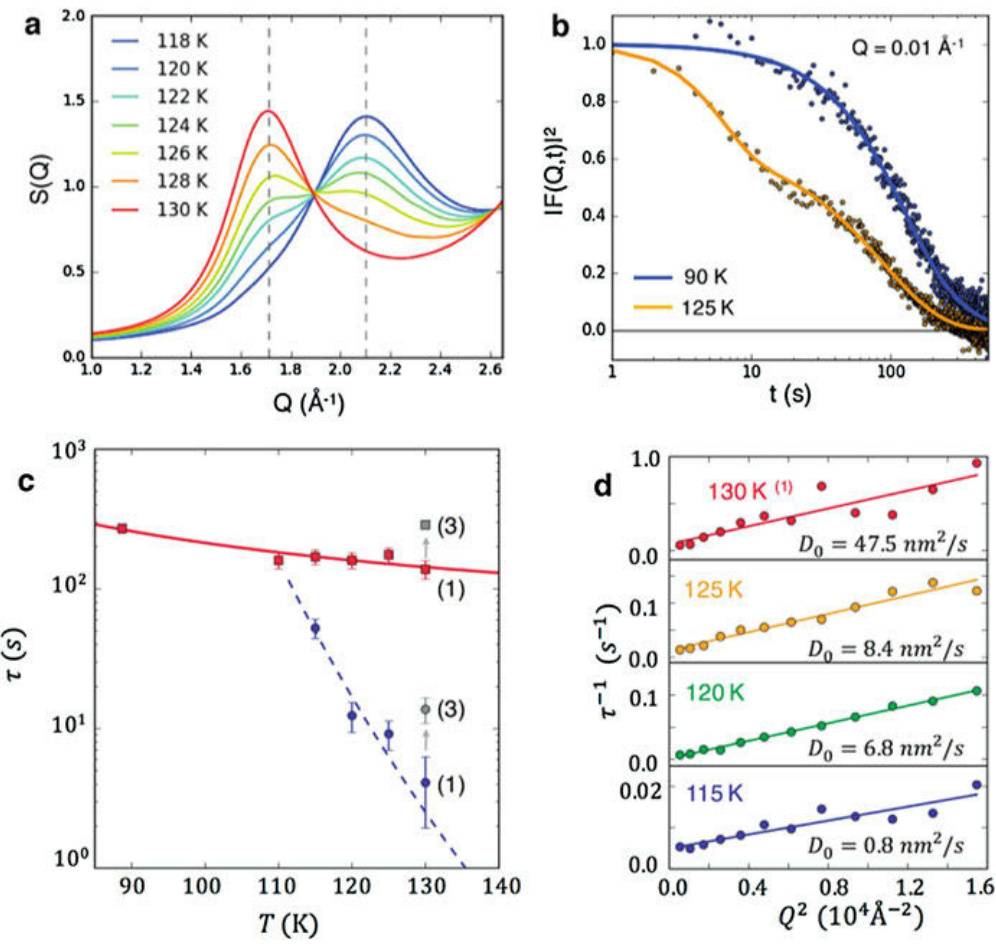 a
2.0
1.5
1.0
0.5
0.0
S(Q)
118 K
120 K
122 K
124 K
126 K
128 K
130 K
1.0 1.2 1.4 1.6 1.8 2.0 2.2 2.4 2.6
Q (Å⁻¹)
b
1.0
0.8
0.6
0.4
0.2
0.0
IF(Q,t)|²
Q = 0.01 Å⁻¹
90 K
125 K
1 10 100
t (s)
c
10³
10²
10¹
10⁰
τ (s)
(3)
(1)
(3)
(1)
90 100 110 120 130 140
T (K)
d
1.0
0.0
0.1
0.0
0.1
0.0
0.02
0.0
τ⁻¹ (s⁻¹)
130 K (1)
D₀ = 47.5 nm²/s
125 K
D₀ = 8.4 nm²/s
120 K
D₀ = 6.8 nm²/s
115 K
D₀ = 0.8 nm²/s
0.0 0.4 0.8 1.2 1.6
Q² (10⁴Å⁻²)